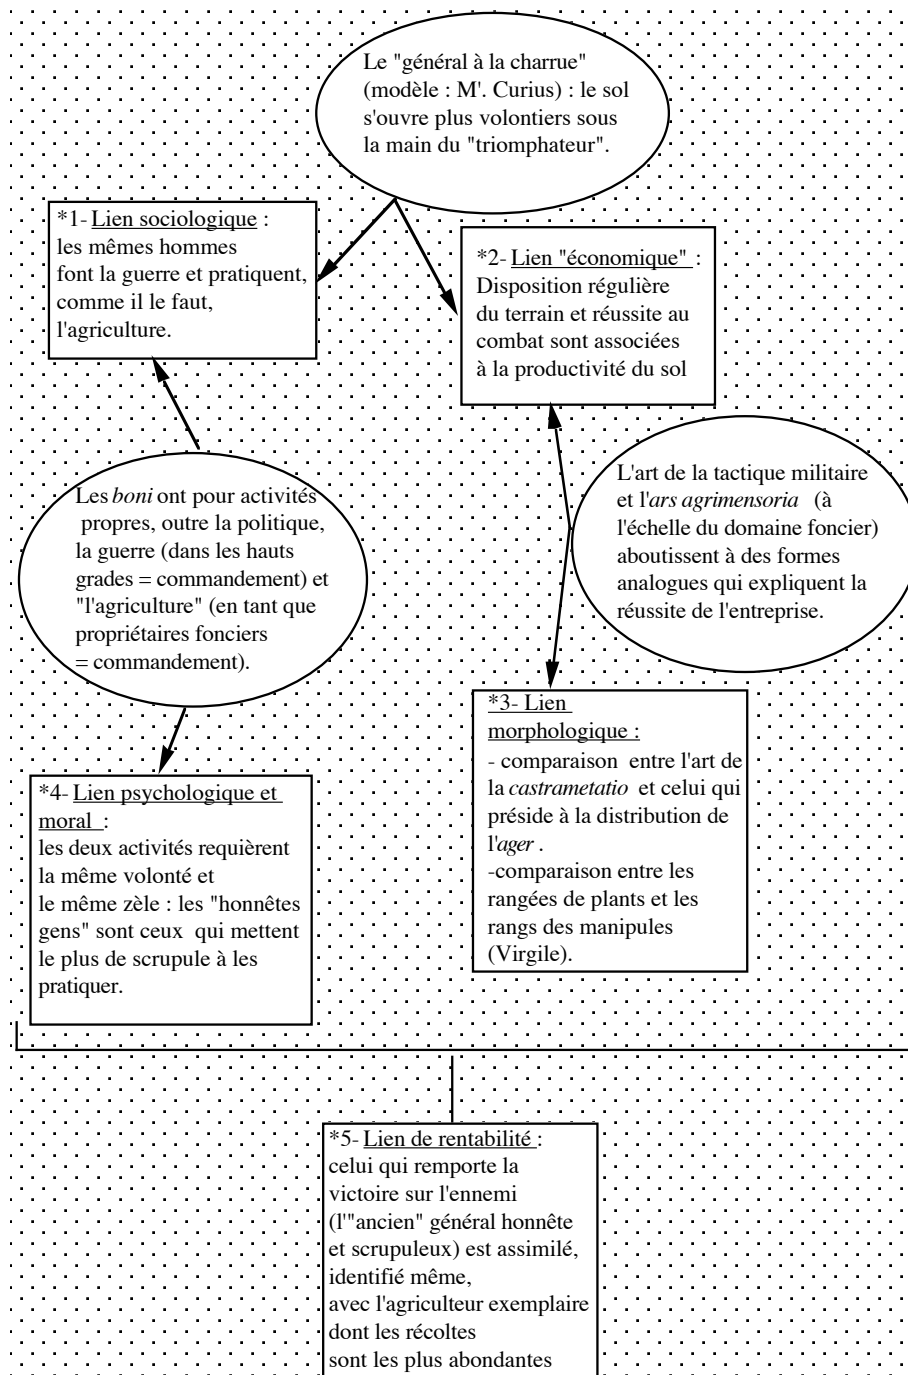 Le "général à la charrue"
(modèle : M'. Curius) : le sol
s'ouvre plus volontiers sous
la main du "triomphateur".
*1- Lien sociologique :
les mêmes hommes
font la guerre et pratiquent,
comme il le faut,
l'agriculture.
*2- Lien "économique" :
Disposition régulière
du terrain et réussite au
combat sont associées
à la productivité du sol
Les boni ont pour activités
propres, outre la politique,
la guerre (dans les hauts
grades = commandement) et
"l'agriculture" (en tant que
propriétaires fonciers
= commandement).
L'art de la tactique militaire
et l'ars agrimensoria (à
l'échelle du domaine foncier)
aboutissent à des formes
analogues qui expliquent la
réussite de l'entreprise.
*3- Lien
morphologique :
- comparaison entre l'art de
la castrametatio et celui qui
préside à la distribution de
l'ager .
-comparaison entre les
rangées de plants et les
rangs des manipules
(Virgile).
*4- Lien psychologique et
moral :
les deux activités requièrent
la même volonté et
le même zèle : les "honnêtes
gens" sont ceux qui mettent
le plus de scrupule à les
pratiquer.
*5- Lien de rentabilité :
celui qui remporte la
victoire sur l'ennemi
(l'"ancien" général honnête
et scrupuleux) est assimilé,
identifié même,
avec l'agriculteur exemplaire
dont les récoltes
sont les plus abondantes